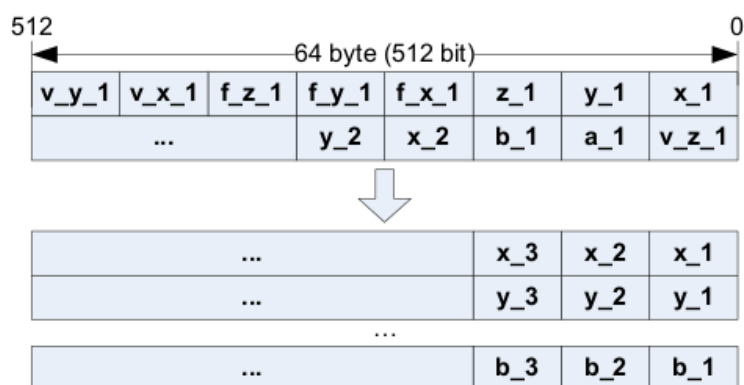 512 0
64 byte (512 bit)
v_y_1 v_x_1 f_z_1 f_y_1 f_x_1 z_1 y_1 x_1
... y_2 x_2 b_1 a_1 v_z_1
... x_3 x_2 x_1
... y_3 y_2 y_1
...
... b_3 b_2 b_1